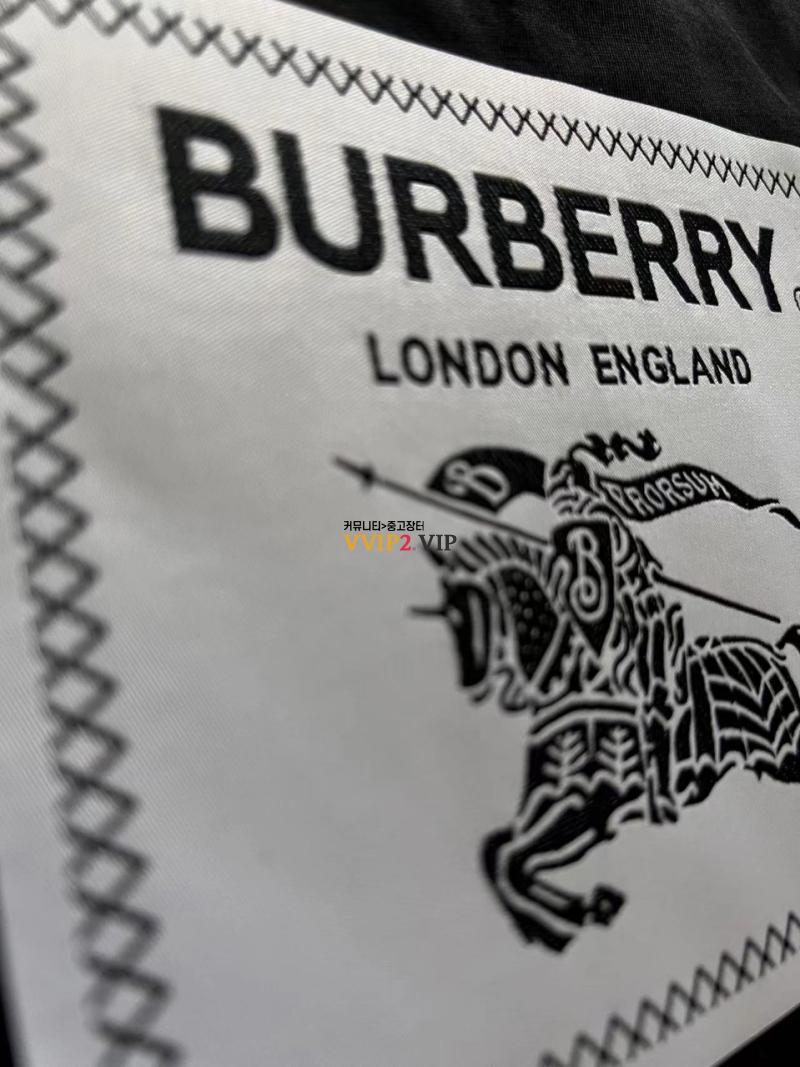 BURBERRY
LONDON ENGLAND
B
PRORSUM
B
커뮤니티>중고장터
VVIP2.VIP